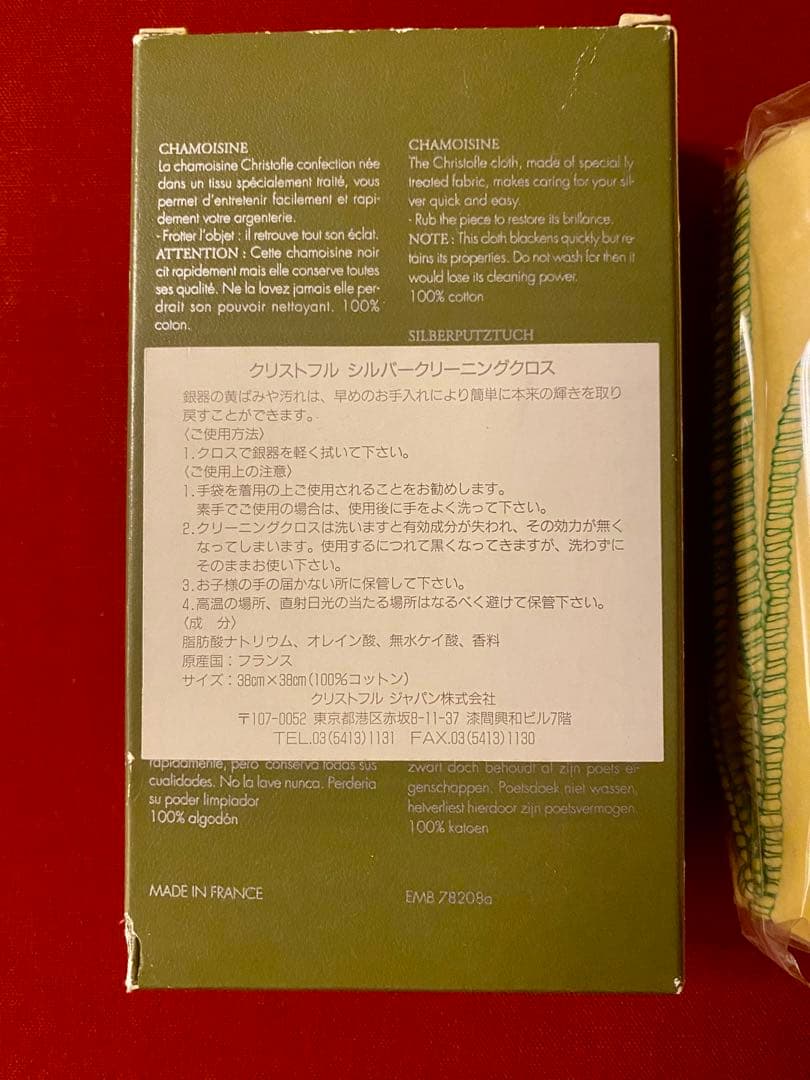 CHAMOISINE
La chamoisine Christofle confection née
dans un tissu spécialement traité, vous
permet d'entretenir facilement et rapi-
dement votre argenterie.
- Frotter l'objet : il retrouve tout son éclat.
ATTENTION : Cette chamoisine noir
cit rapidement mais elle conserve toutes
ses qualité. Ne la lavez jamais elle per-
drait son pouvoir nettoyant. 100%
coton.
CHAMOISINE
The Christofle cloth, made of special ly
treated fabric, makes caring for your sil-
ver quick and easy.
- Rub the piece to restore its brillance.
NOTE : This cloth blackens quickly but re-
tains its properties. Do not wash for then it
would lose its cleaning power.
100% cotton
SILBERPUTZTUCH
クリストフル シルバークリーニングクロス
銀器の黄ばみや汚れは、早めのお手入れにより簡単に本来の輝きを取り
戻すことができます。
〈ご使用方法〉
1.クロスで銀器を軽く拭いて下さい。
〈ご使用上の注意〉
1.手袋を着用の上ご使用されることをお勧めします。
素手でご使用の場合は、使用後に手をよく洗って下さい。
2.クリーニングクロスは洗いますと有効成分が失われ、その効力が無く
なってしまいます。使用するにつれて黒くなってきますが、洗わずに
そのままお使い下さい。
3.お子様の手の届かない所に保管して下さい。
4.高温の場所、直射日光の当たる場所はなるべく避けて保管下さい。
〈成 分〉
脂肪酸ナトリウム、オレイン酸、無水ケイ酸、香料
原産国：フランス
サイズ：38cm×38cm(100%コットン)
クリストフル ジャパン株式会社
〒107-0052 東京都港区赤坂8-11-37 漆間興和ビル7階
TEL.03(5413)1131 FAX.03(5413)1130
rapidamente, pero conserva todas sus
cualidades. No la lave nunca. Perderia
su poder limpiador
100% algodón
zwart doch behoudt al zijn poets ei-
genschappen. Poetsdoek niet wassen,
hetverliest hierdoor zijn poetsvermogen.
100% katoen
MADE IN FRANCE
EMB 78208a